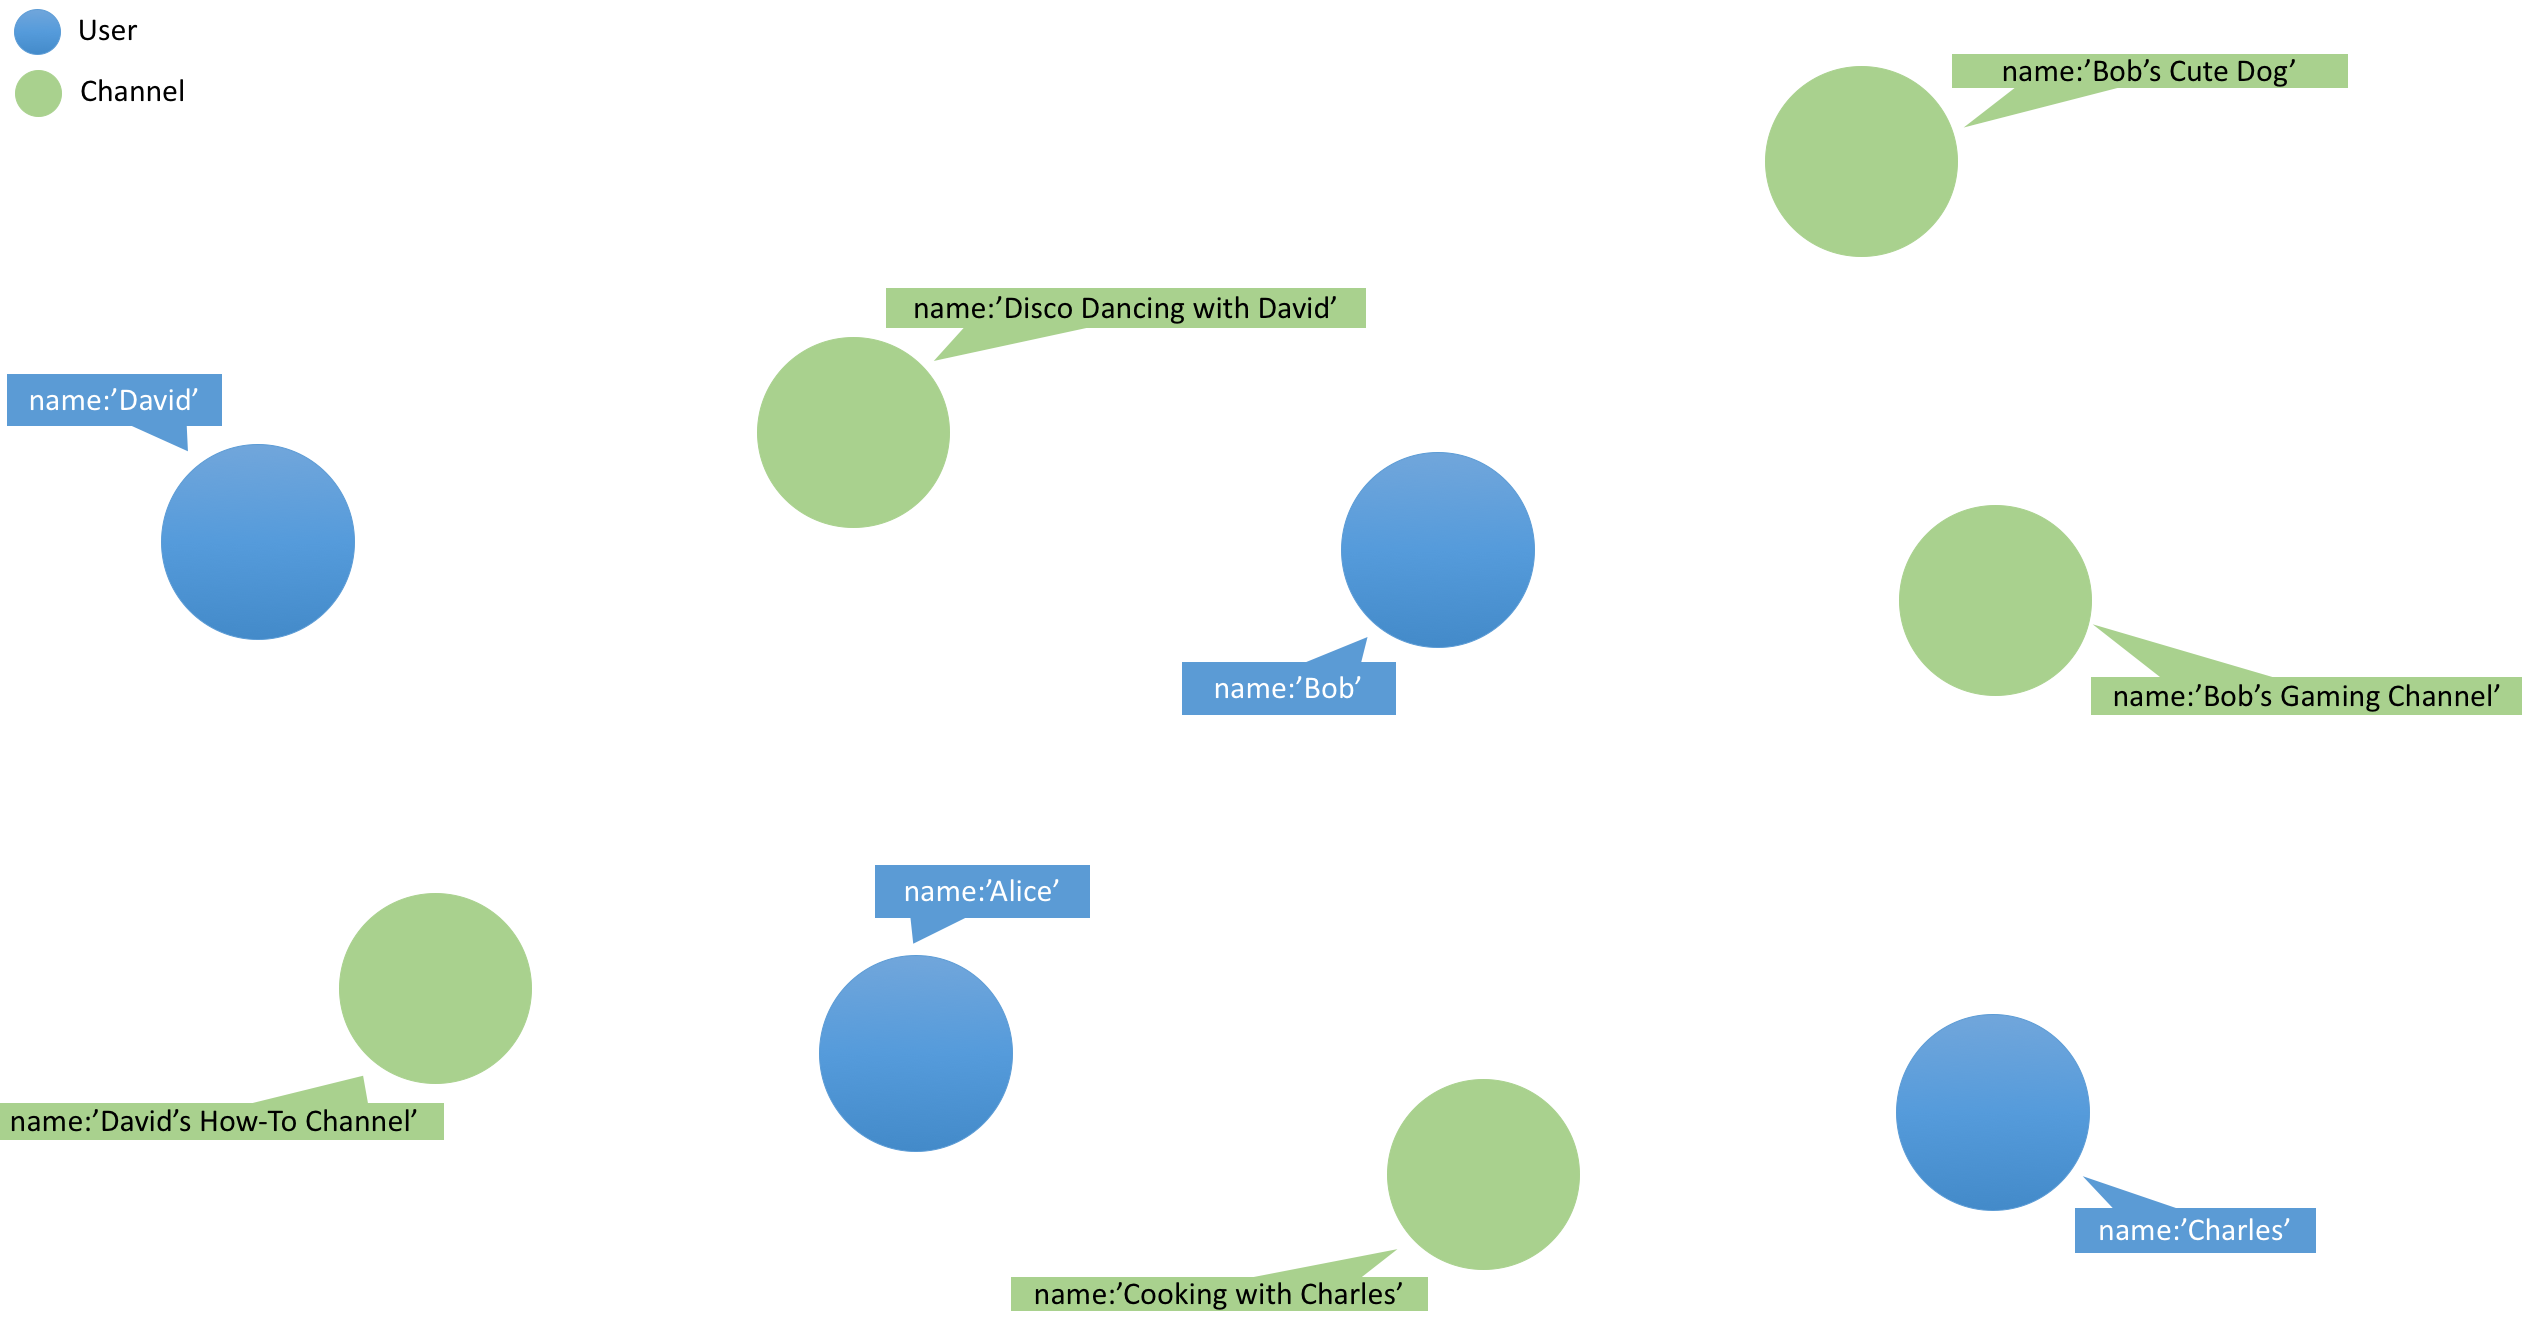 User
Channel
name:’Bob’s Cute Dog’
name:’Disco Dancing with David’
name:’David’
name:’Bob’
name:’Bob’s Gaming Channel’
name:’Alice’
name:’David’s How-To Channel’
name:’Charles’
name:’Cooking with Charles’